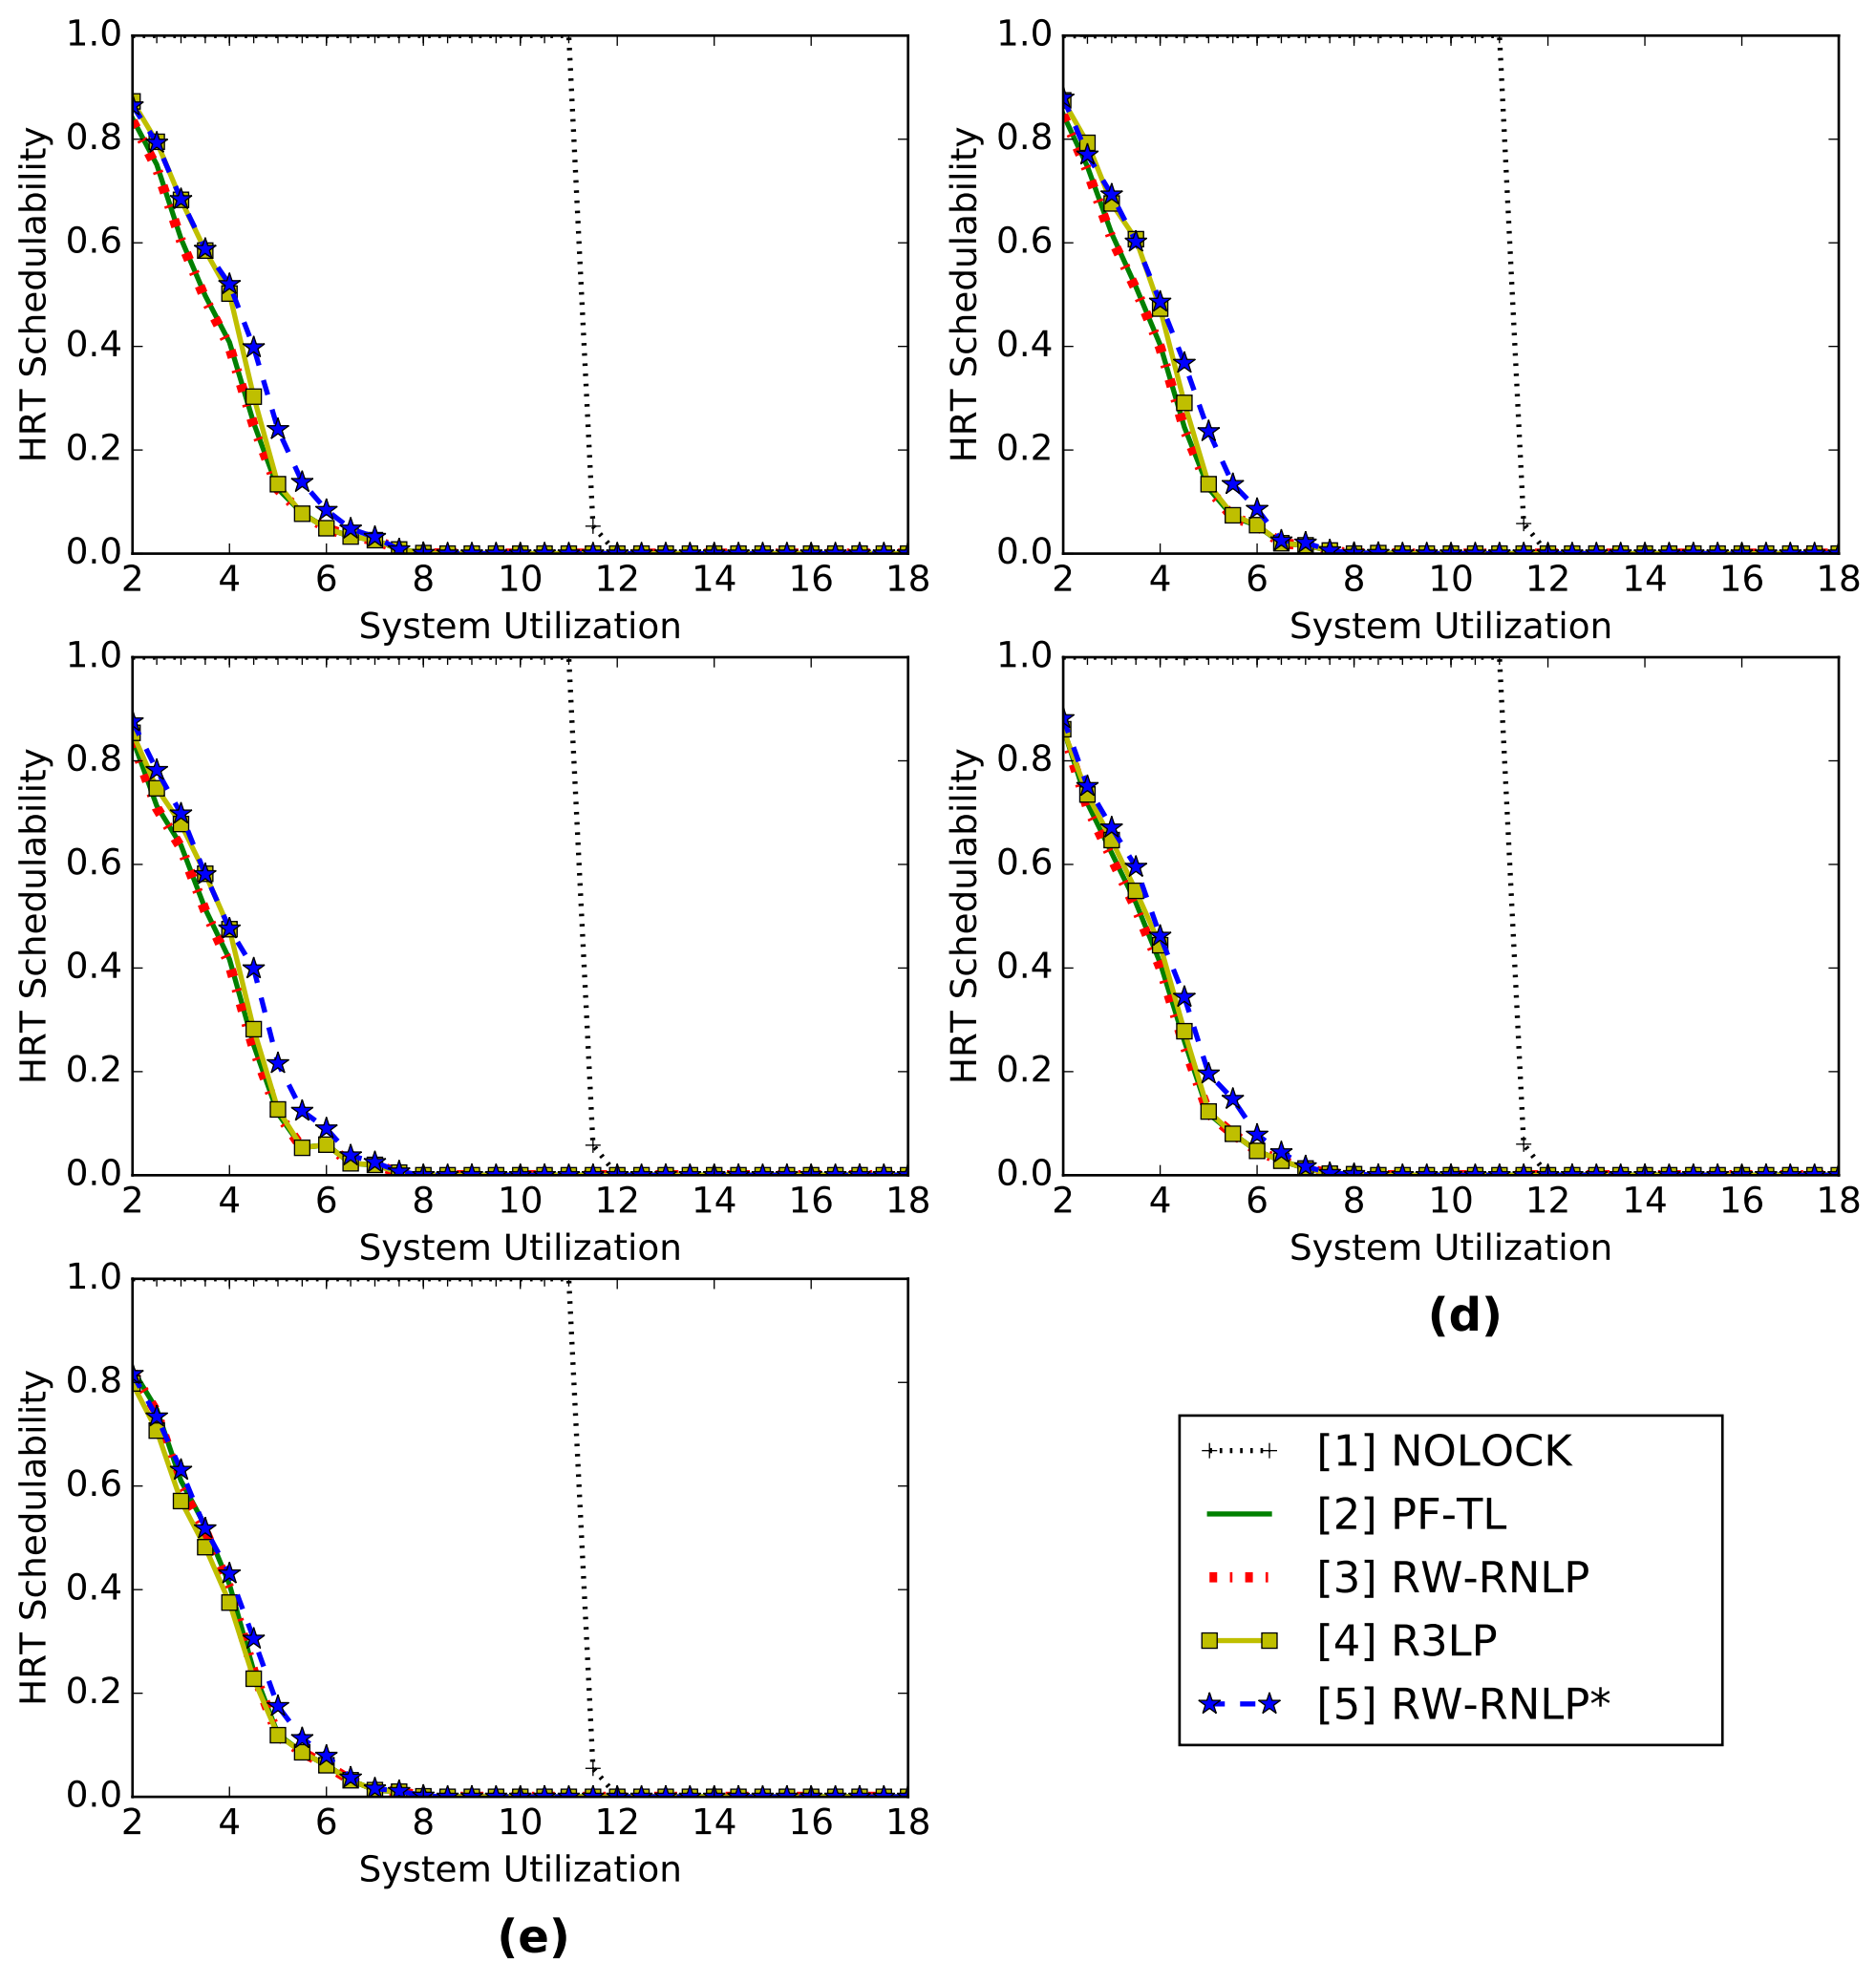 1.0
0.8
0.6
0.4
0.2
0.0
HRT Schedulability
2 4 6 8 10 12 14 16 18
System Utilization
1.0
0.8
0.6
0.4
0.2
0.0
HRT Schedulability
2 4 6 8 10 12 14 16 18
System Utilization
1.0
0.8
0.6
0.4
0.2
0.0
HRT Schedulability
2 4 6 8 10 12 14 16 18
System Utilization
1.0
0.8
0.6
0.4
0.2
0.0
HRT Schedulability
2 4 6 8 10 12 14 16 18
System Utilization
(d)
1.0
0.8
0.6
0.4
0.2
0.0
HRT Schedulability
2 4 6 8 10 12 14 16 18
System Utilization
(e)
[1] NOLOCK
[2] PF-TL
[3] RW-RNLP
[4] R3LP
[5] RW-RNLP*